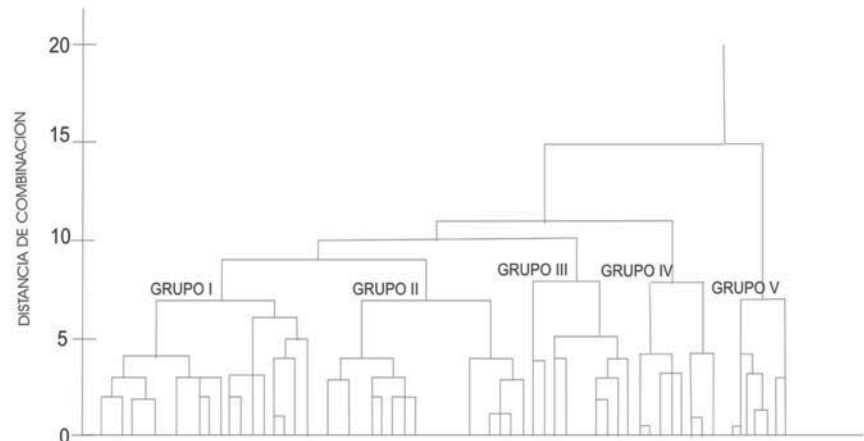 20
15
10
5
0
DISTANCIA DE COMBINACION
GRUPO I
GRUPO II
GRUPO III
GRUPO IV
GRUPO V